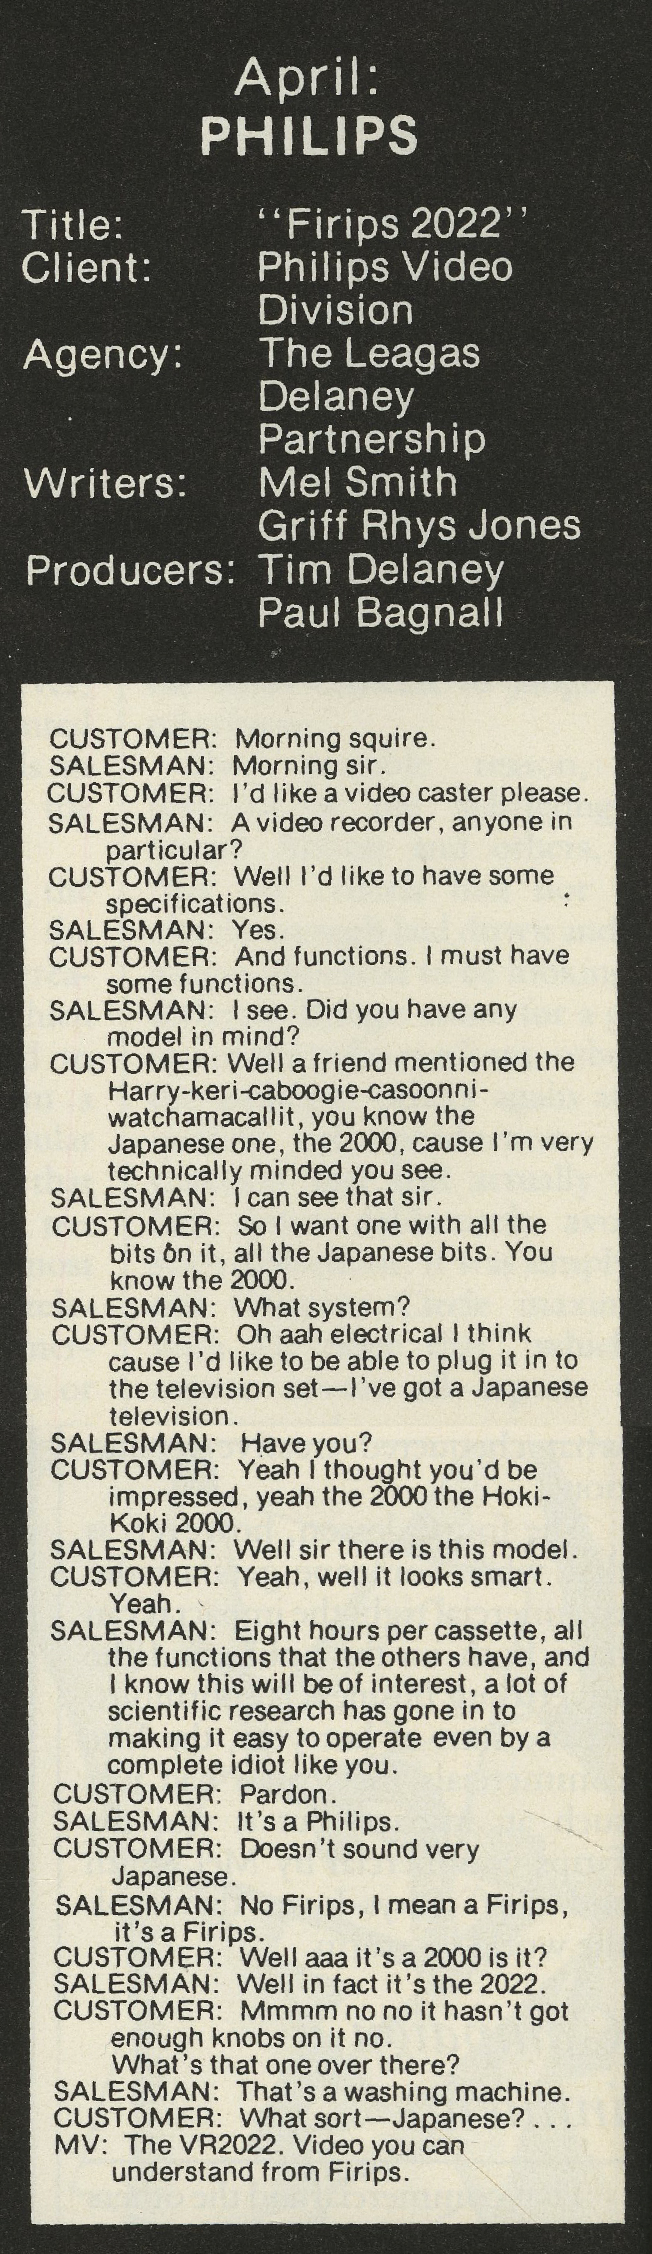 April:
PHILIPS
Title: ‘‘Firips 2022’’
Client: Philips Video
Division
Agency: The Leagas
Delaney
Partnership
Writers: Mel Smith
Griff Rhys Jones
Producers: Tim Delaney
Paul Bagnall
CUSTOMER: Morning squire.
SALESMAN: Morning sir.
CUSTOMER: I'd like a video caster please.
SALESMAN: A video recorder, anyone in
particular?
CUSTOMER: Well I'd like to have some
specifications.
SALESMAN: Yes.
CUSTOMER: And functions. I must have
some functions.
SALESMAN: I see. Did you have any
model in mind?
CUSTOMER: Well a friend mentioned the
Harry-keri-caboogie-casoonni-
watchamacallit, you know the
Japanese one, the 2000, cause I'm very
technically minded you see.
SALESMAN: I can see that sir.
CUSTOMER: So I want one with all the
bits on it, all the Japanese bits. You
know the 2000.
SALESMAN: What system?
CUSTOMER: Oh aah electrical I think
cause I'd like to be able to plug it in to
the television set—I've got a Japanese
television.
SALESMAN: Have you?
CUSTOMER: Yeah I thought you'd be
impressed, yeah the 2000 the Hoki-
Koki 2000.
SALESMAN: Well sir there is this model.
CUSTOMER: Yeah, well it looks smart.
Yeah.
SALESMAN: Eight hours per cassette, all
the functions that the others have, and
I know this will be of interest, a lot of
scientific research has gone in to
making it easy to operate even by a
complete idiot like you.
CUSTOMER: Pardon.
SALESMAN: It's a Philips.
CUSTOMER: Doesn't sound very
Japanese.
SALESMAN: No Firips, I mean a Firips,
it's a Firips.
CUSTOMER: Well aaa it's a 2000 is it?
SALESMAN: Well in fact it's the 2022.
CUSTOMER: Mmmm no no it hasn't got
enough knobs on it no.
What's that one over there?
SALESMAN: That's a washing machine.
CUSTOMER: What sort—Japanese? . . .
MV: The VR2022. Video you can
understand from Firips.